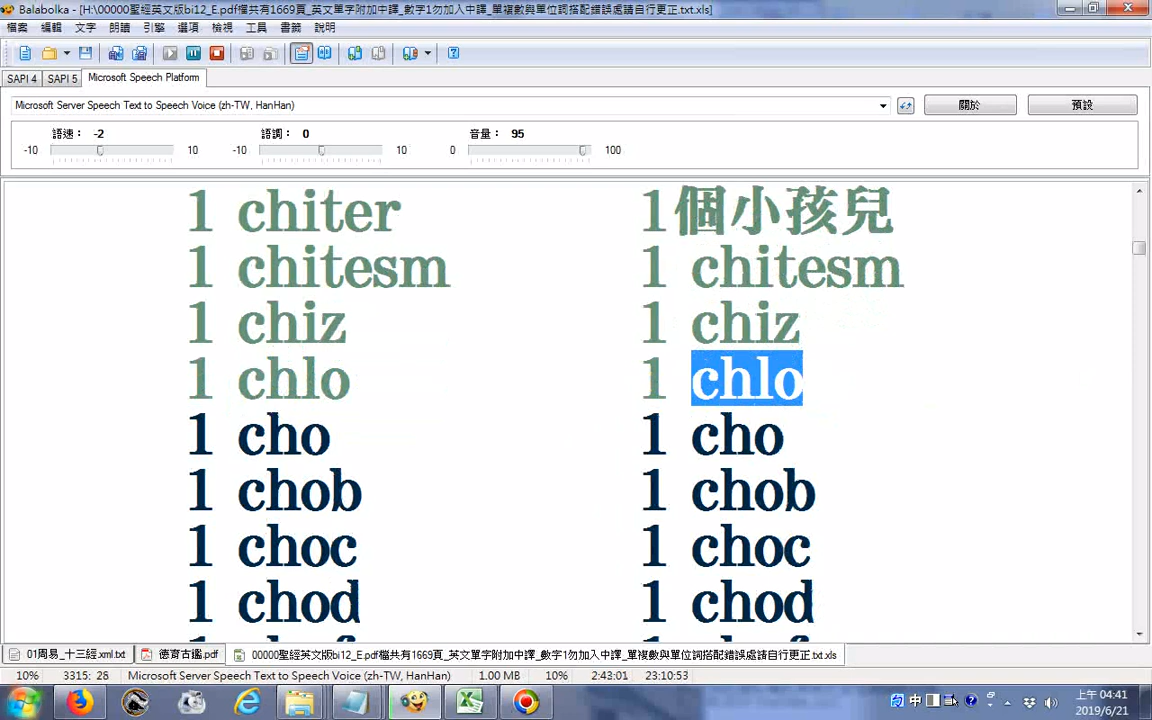 Balabolka - [H:\00000聖經英文版bi12_E.pdf檔共有1669頁_英文單字附加中譯_數字1勿加入中譯_單複數與單位詞搭配錯誤處請自行更正.txt.xls]
檔案 編輯 文字 朗讀 引擎 選項 檢視 工具 書籤 說明
SAPI 4 SAPI 5 Microsoft Speech Platform
Microsoft Server Speech Text to Speech Voice (zh-TW, HanHan) 關於 預設
語速： -2 語調： 0 音量： 95
-10 10 -10 10 0 100
1 chiter 1個小孩兒
1 chitesm 1 chitesm
1 chiz 1 chiz
1 chlo 1 chlo
1 cho 1 cho
1 chob 1 chob
1 choc 1 choc
1 chod 1 chod
01周易_十三經.xml.txt 德育古鑑.pdf 00000聖經英文版bi12_E.pdf檔共有1669頁_英文單字附加中譯_數字1勿加入中譯_單複數與單位詞搭配錯誤處請自行更正.txt.xls
10% 3315: 28 Microsoft Server Speech Text to Speech Voice (zh-TW, HanHan) 1.00 MB 10% 2:43:01 23:10:53
中 上午 04:41
2019/6/21